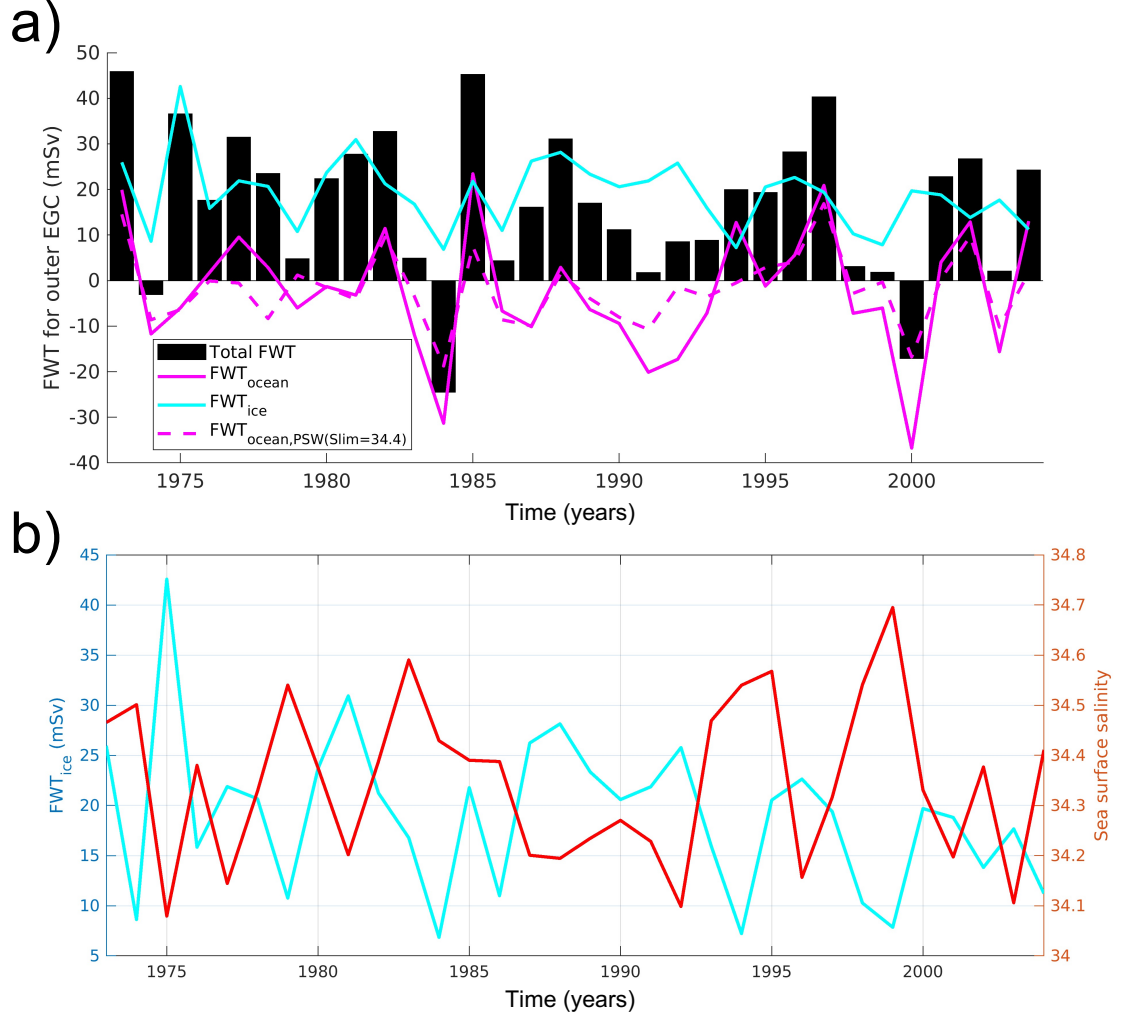 a)
FWT for outer EGC (mSv)
50
40
30
20
10
0
-10
-20
-30
-40
Total FWT
FWTocean
FWTice
FWTocean,PSW(Slim=34.4)
1975 1980 1985 1990 1995 2000
Time (years)
b)
FWTice (mSv)
45
40
35
30
25
20
15
10
5
34.8
34.7
34.6
34.5
34.4
34.3
34.2
34.1
34
Sea surface salinity
1975 1980 1985 1990 1995 2000
Time (years)